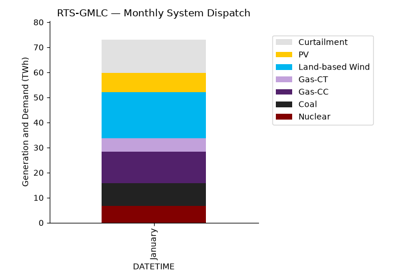 RTS-GMLC — Monthly System Dispatch
Generation and Demand (TWh)
80
70
60
50
40
30
20
10
0
January
DATETIME
Curtailment
PV
Land-based Wind
Gas-CT
Gas-CC
Coal
Nuclear